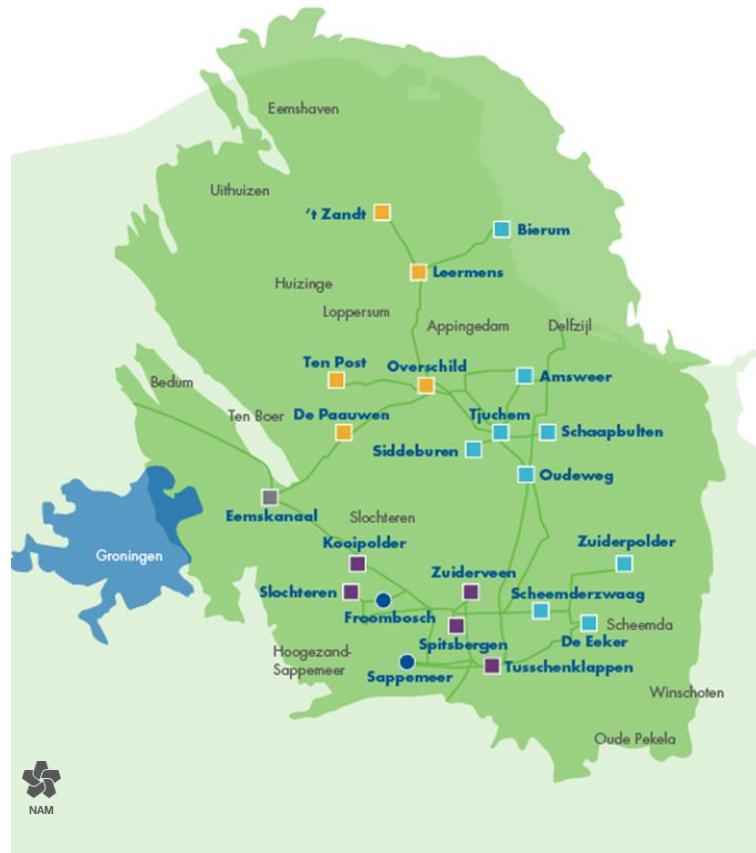 Eemshaven
Uithuizen
‘t Zandt
Bierum
Leermens
Huizinge
Loppersum
Appingedam
Delfzijl
Ten Post
Overschild
Amsweer
Bedum
Ten Boer
De Paauwen
Tjuchem
Schaapbulten
Siddeburen
Oudeweg
Eemskanaal
Slochteren
Groningen
Kooipolder
Zuiderpolder
Zuiderveen
Slochteren
Scheemderzwaag
Froombosch
Scheemda
Spitsbergen
De Eeker
Hoogezand-
Sappemeer
Sappemeer
Tusschenklappen
Winschoten
Oude Pekela
NAM